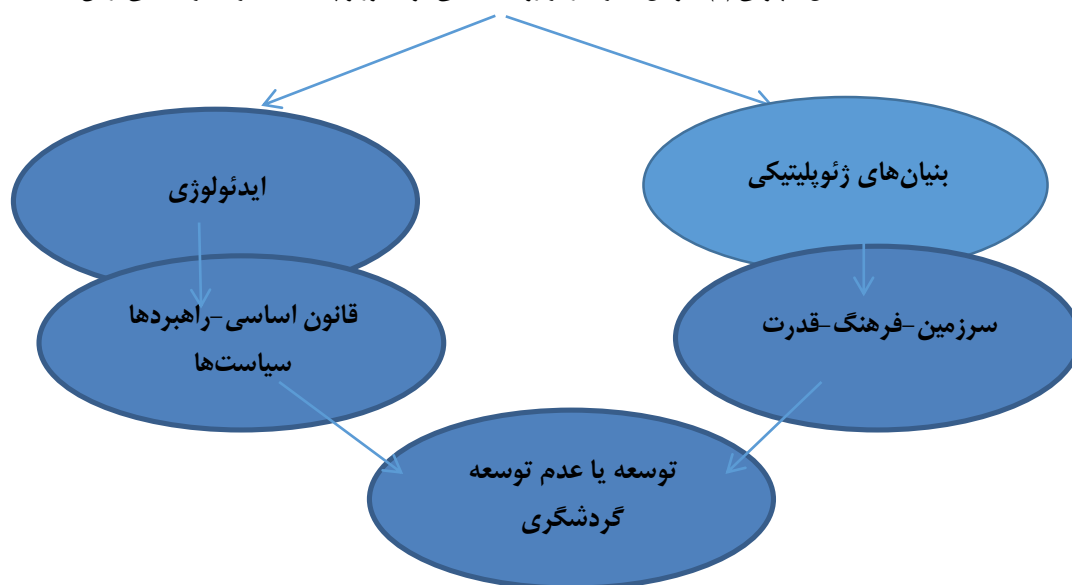 بنیان‌های ژئوپلیتیکی
ایدئولوژی
سرزمین-فرهنگ-قدرت
قانون اساسی-راهبردها
سیاست‌ها
توسعه یا عدم توسعه
گردشگری